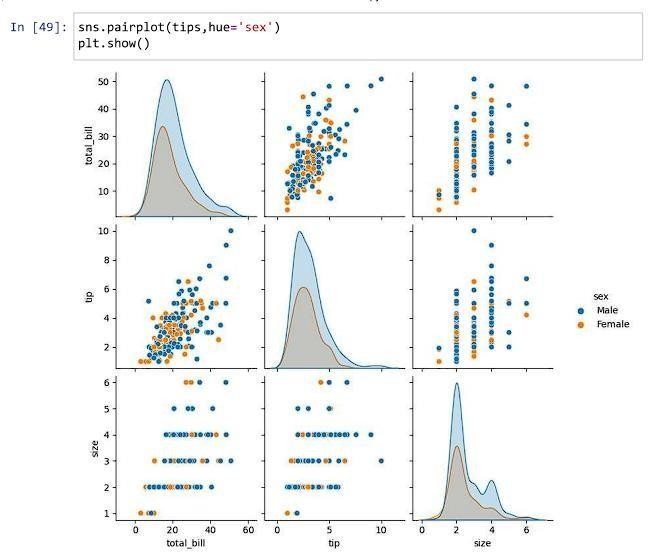 In [49]: sns.pairplot(tips,hue='sex')
plt.show()
50
40
30
20
10
total_bill
10
8
6
4
2
tip
sex
Male
Female
6
5
4
3
2
1
size
0 20 40 60
0 5 10
0 2 4 6
total_bill tip size